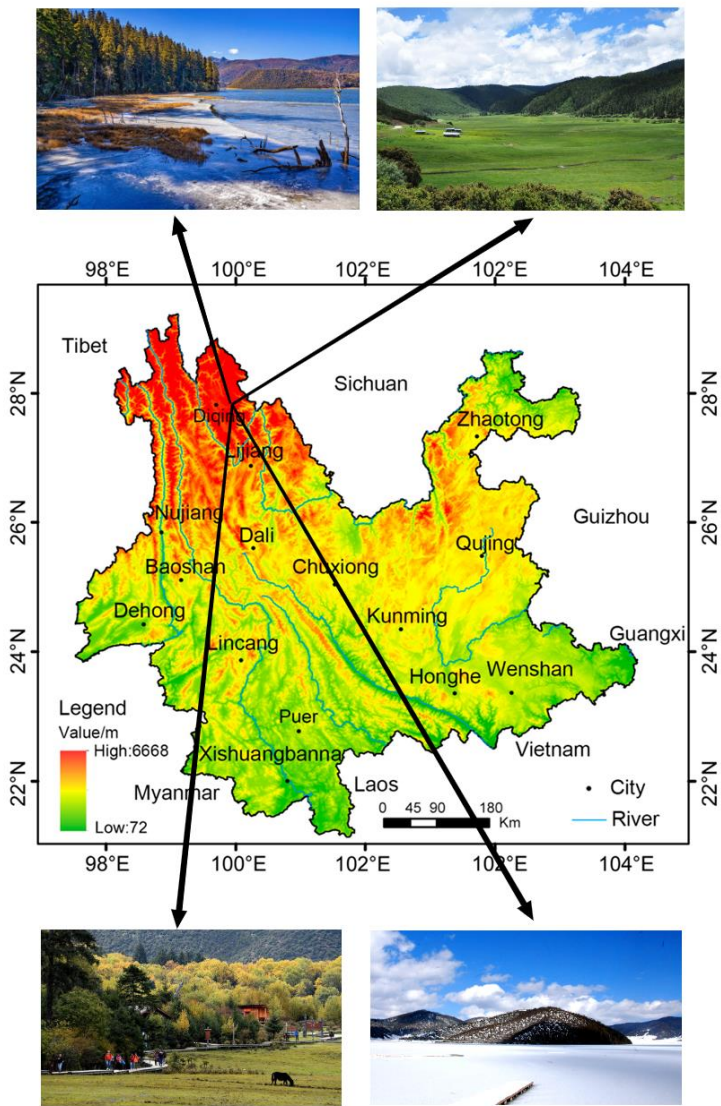 98°E 100°E 102°E 102°E 104°E
Tibet
Sichuan
28°N 28°N
Diqing
Zhaotong
Lijiang
26°N 26°N
Nujiang
Guizhou
Dali
Qujing
Baoshan
Chuxiong
Dehong
Kunming
Lincang
Guangxi
24°N 24°N
Honghe
Wenshan
Legend
Value/m
High:6668
Low:72
Puer
Xishuangbanna
Vietnam
22°N 22°N
Myanmar
Laos
City
River
0 45 90 180
Km
98°E 100°E 102°E 102°E 104°E